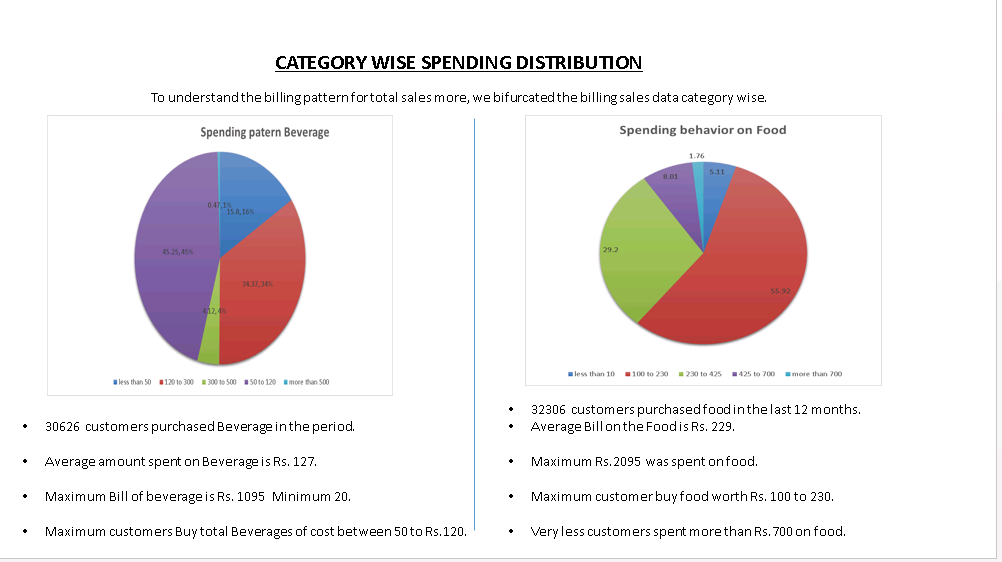 CATEGORY WISE SPENDING DISTRIBUTION
To understand the billing pattern for total sales more, we bifurcated the billing sales data category wise.
Spending patern Beverage
0.47,1%
15.8,16%
45.25,45%
34.37,34%
4.12,4%
less than 50 120 to 300 300 to 500 50 to 120 more than 500
• 30626 customers purchased Beverage in the period.
• Average amount spent on Beverage is Rs. 127.
• Maximum Bill of beverage is Rs. 1095 Minimum 20.
• Maximum customers Buy total Beverages of cost between 50 to Rs.120.
Spending behavior on Food
1.76
5.11
8.01
29.2
55.92
less than 10 100 to 230 230 to 425 425 to 700 more than 700
• 32306 customers purchased food in the last 12 months.
• Average Bill on the Food is Rs. 229.
• Maximum Rs.2095 was spent on food.
• Maximum customer buy food worth Rs. 100 to 230.
• Very less customers spent more than Rs.700 on food.